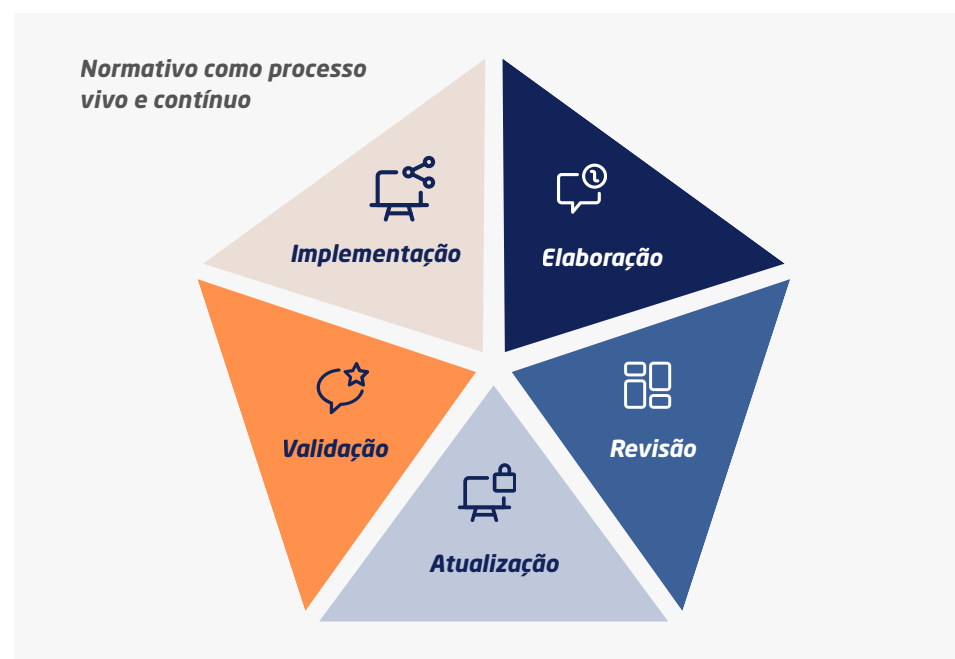 Normativo como processo
vivo e contínuo
Implementação
Elaboração
Validação
Revisão
Atualização